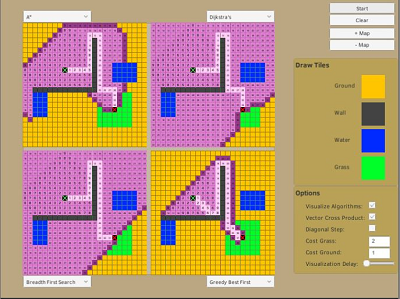 A*
Dijkstra's
Start
Clear
+ Map
- Map
Draw Tiles
Ground
Wall
Water
Grass
Options
Visualize Algorithms:
Vector Cross Product:
Diagonal Step:
Cost Grass: 2
Cost Ground: 1
Visualization Delay:
Breadth First Search
Greedy Best First